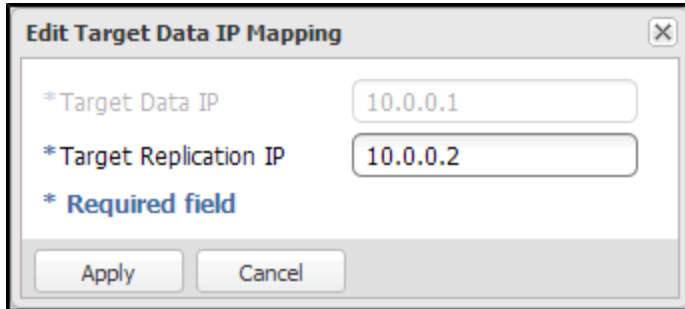 Edit Target Data IP Mapping
*Target Data IP 10.0.0.1
*Target Replication IP 10.0.0.2
* Required field
Apply Cancel